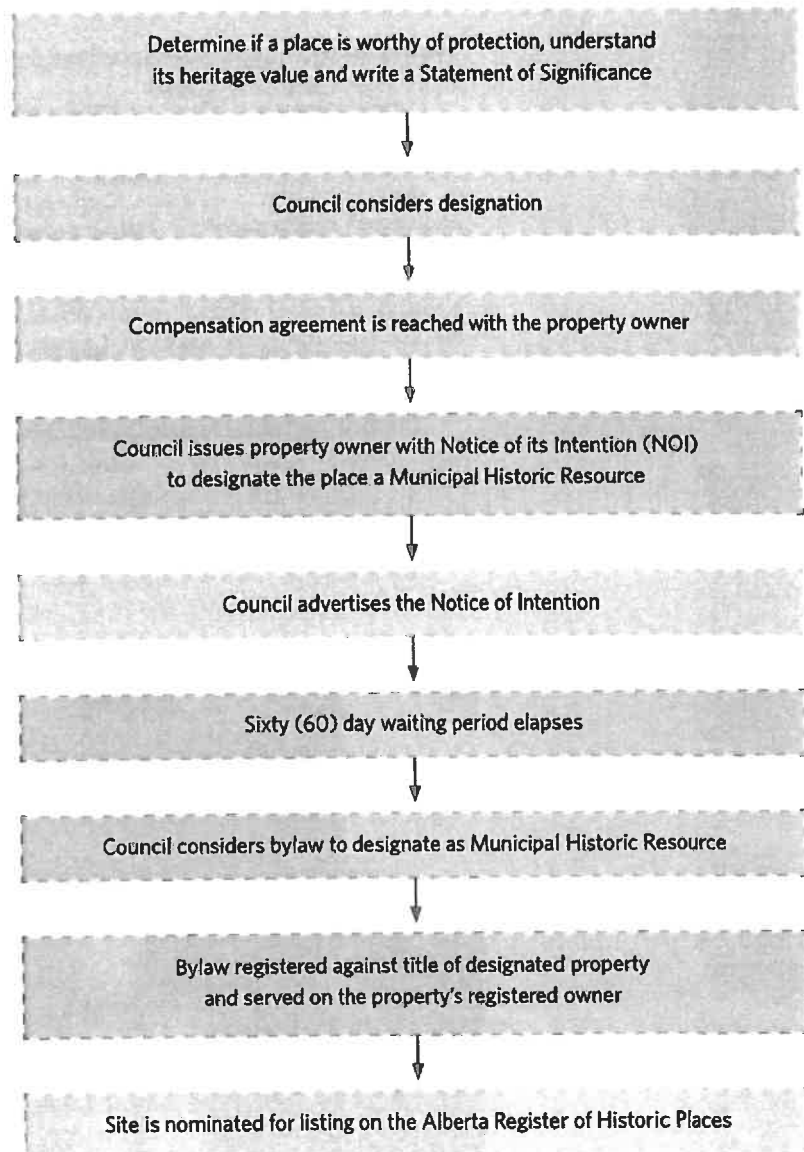 Determine if a place is worthy of protection, understand
its heritage value and write a Statement of Significance
Council considers designation
Compensation agreement is reached with the property owner
Council issues property owner with Notice of its Intention (NOI)
to designate the place a Municipal Historic Resource
Council advertises the Notice of Intention
Sixty (60) day waiting period elapses
Council considers bylaw to designate as Municipal Historic Resource
Bylaw registered against title of designated property
and served on the property's registered owner
Site is nominated for listing on the Alberta Register of Historic Places